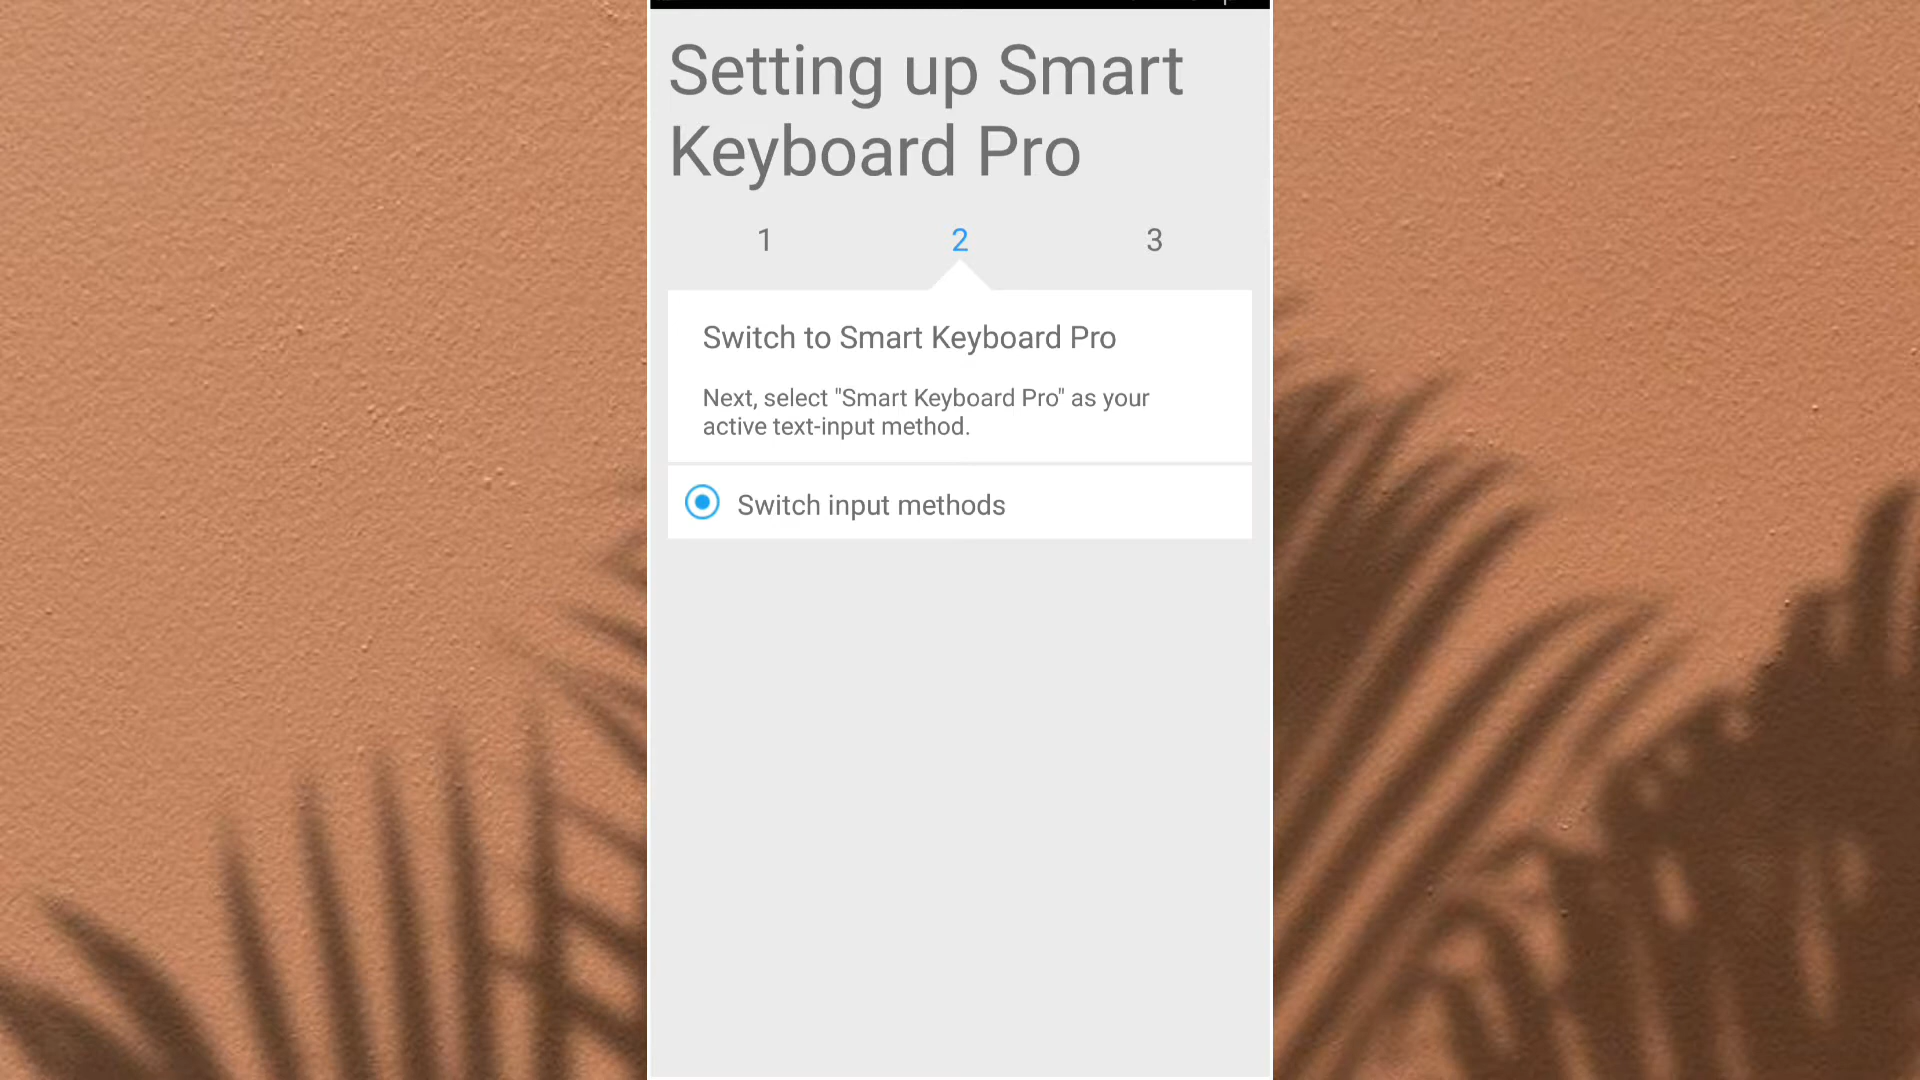 Setting up Smart
Keyboard Pro
1 2 3
Switch to Smart Keyboard Pro
Next, select "Smart Keyboard Pro" as your
active text-input method.
Switch input methods